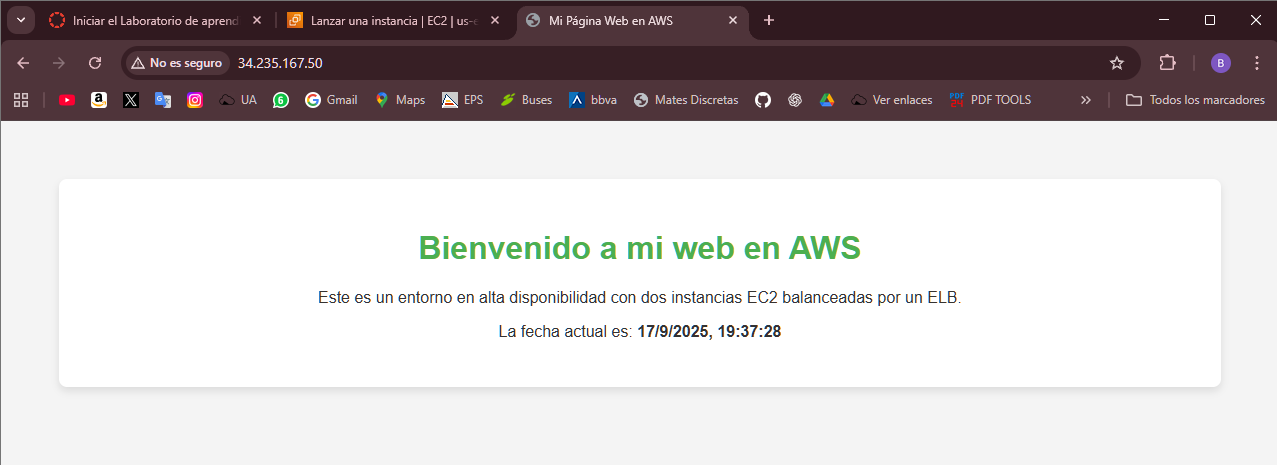 Iniciar el Laboratorio de aprend
Lanzar una instancia | EC2 | us-e
Mi Página Web en AWS
No es seguro
34.235.167.50
B
6
UA
Gmail
Maps
EPS
Buses
bbva
Mates Discretas
Ver enlaces
PDF 24
PDF TOOLS
Todos los marcadores
Bienvenido a mi web en AWS
Este es un entorno en alta disponibilidad con dos instancias EC2 balanceadas por un ELB.
La fecha actual es: 17/9/2025, 19:37:28